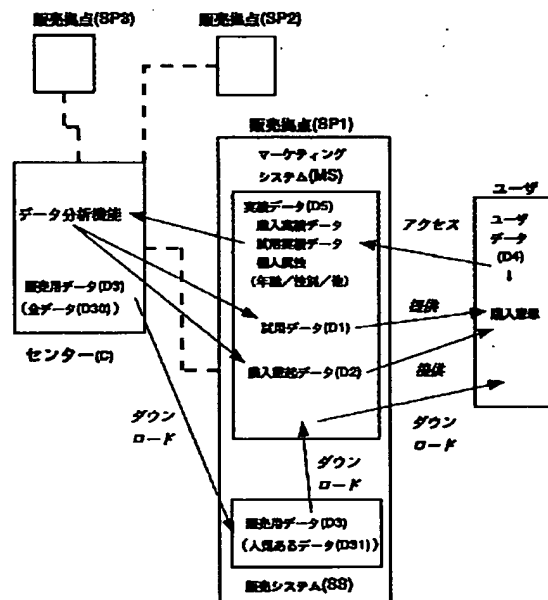 販売拠点(SP3)
販売拠点(SP2)
販売拠点(SP1)
マーケティング
システム(MS)
ユーザ
データ分析機能
実績データ(D5)
購入実績データ
試用実績データ
個人属性
(年齢/性別/他)
アクセス
ユーザ
データ
(D4)
↓
購入意欲
販売用データ(D3)
(全データ(D30))
センター(C)
試用データ(D1)
提供
購入喚起データ(D2)
提供
ダウン
ロード
ダウン
ロード
ダウン
ロード
販売用データ(D3)
(人気あるデータ(D31))
販売システム(SS)